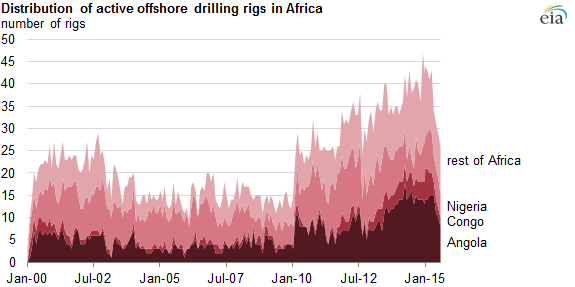 Distribution of active offshore drilling rigs in Africa
number of rigs
eia
50
45
40
35
30
25
20
15
10
5
0
rest of Africa
Nigeria
Congo
Angola
Jan-00 Jul-02 Jan-05 Jul-07 Jan-10 Jul-12 Jan-15